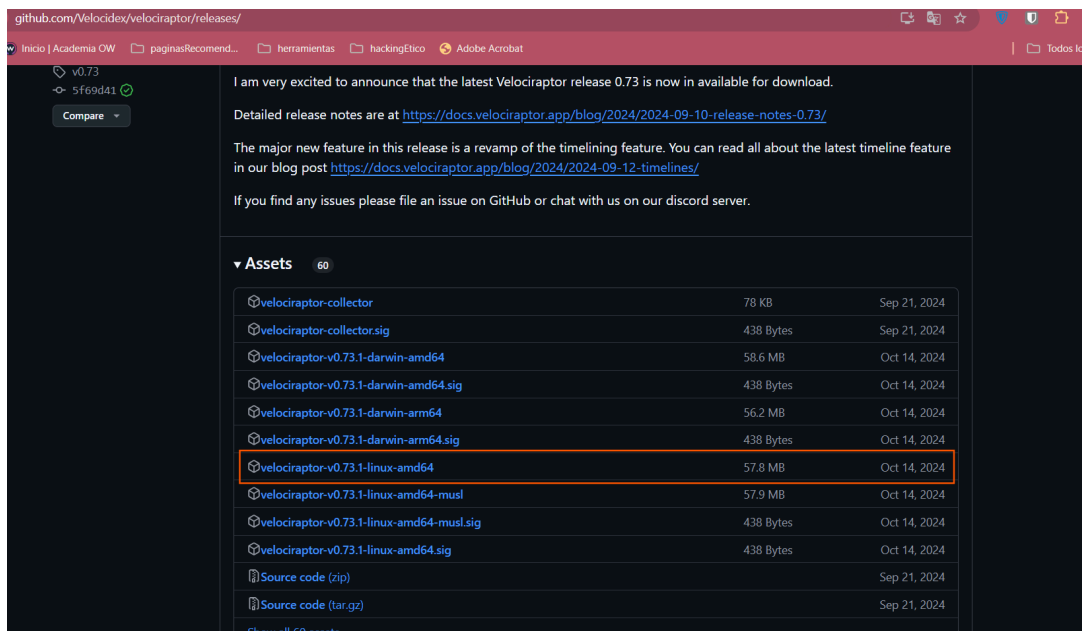 github.com/Velocidex/velociraptor/releases/
Inicio | Academia OW paginasRecomend... herramientas hackingEtico Adobe Acrobat Todos lo
v0.73
5f69d41
Compare
I am very excited to announce that the latest Velociraptor release 0.73 is now in available for download.
Detailed release notes are at https://docs.velociraptor.app/blog/2024/2024-09-10-release-notes-0.73/
The major new feature in this release is a revamp of the timelining feature. You can read all about the latest timeline feature
in our blog post https://docs.velociraptor.app/blog/2024/2024-09-12-timelines/
If you find any issues please file an issue on GitHub or chat with us on our discord server.
Assets 60
velociraptor-collector 78 KB Sep 21, 2024
velociraptor-collector.sig 438 Bytes Sep 21, 2024
velociraptor-v0.73.1-darwin-amd64 58.6 MB Oct 14, 2024
velociraptor-v0.73.1-darwin-amd64.sig 438 Bytes Oct 14, 2024
velociraptor-v0.73.1-darwin-arm64 56.2 MB Oct 14, 2024
velociraptor-v0.73.1-darwin-arm64.sig 438 Bytes Oct 14, 2024
velociraptor-v0.73.1-linux-amd64 57.8 MB Oct 14, 2024
velociraptor-v0.73.1-linux-amd64-musl 57.9 MB Oct 14, 2024
velociraptor-v0.73.1-linux-amd64-musl.sig 438 Bytes Oct 14, 2024
velociraptor-v0.73.1-linux-amd64.sig 438 Bytes Oct 14, 2024
Source code (zip) Sep 21, 2024
Source code (tar.gz) Sep 21, 2024
Show all 60 assets